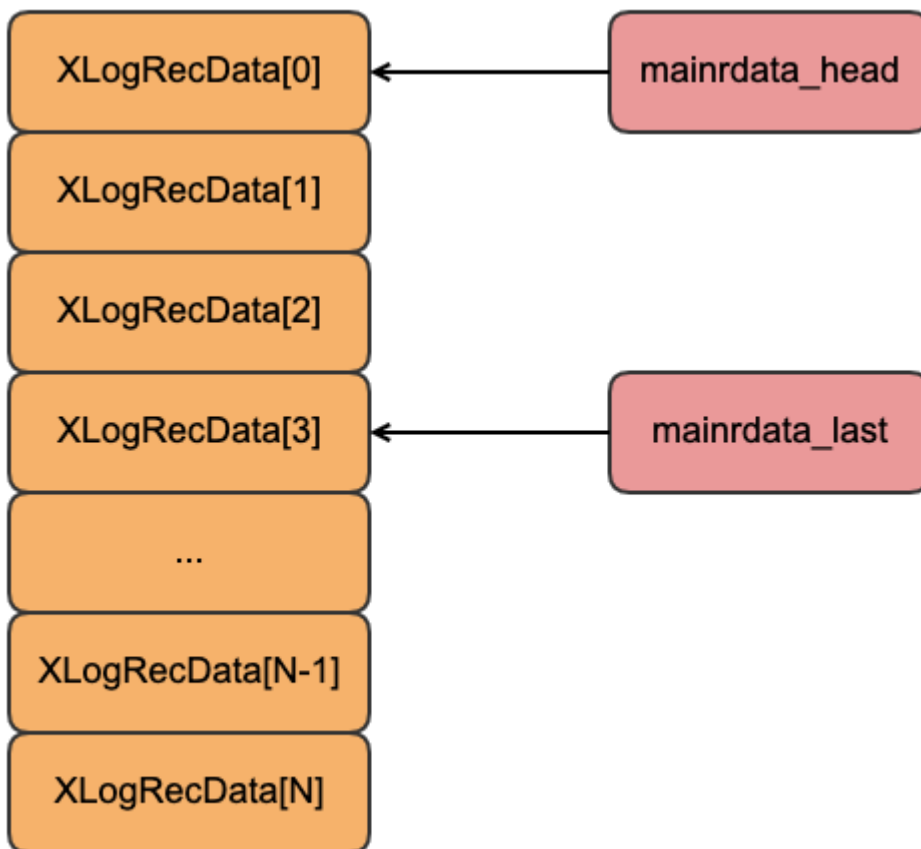 XLogRecData[0]
mainrdata_head
XLogRecData[1]
XLogRecData[2]
XLogRecData[3]
mainrdata_last
...
XLogRecData[N-1]
XLogRecData[N]